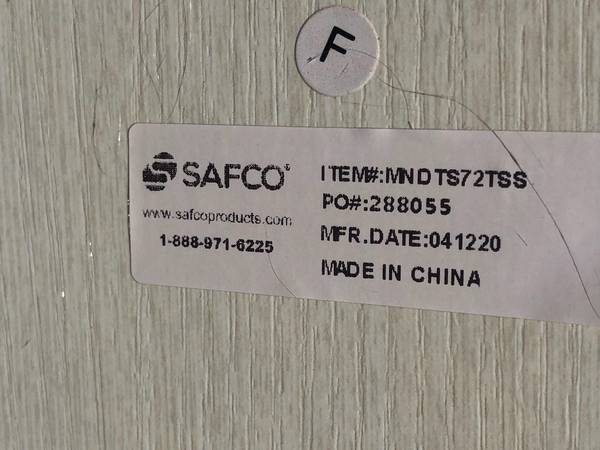 F
SAFCO
www.safcoproducts.com
1-888-971-6225
ITEM#:MNDTS72TSS
PO#:288055
MFR.DATE:041220
MADE IN CHINA